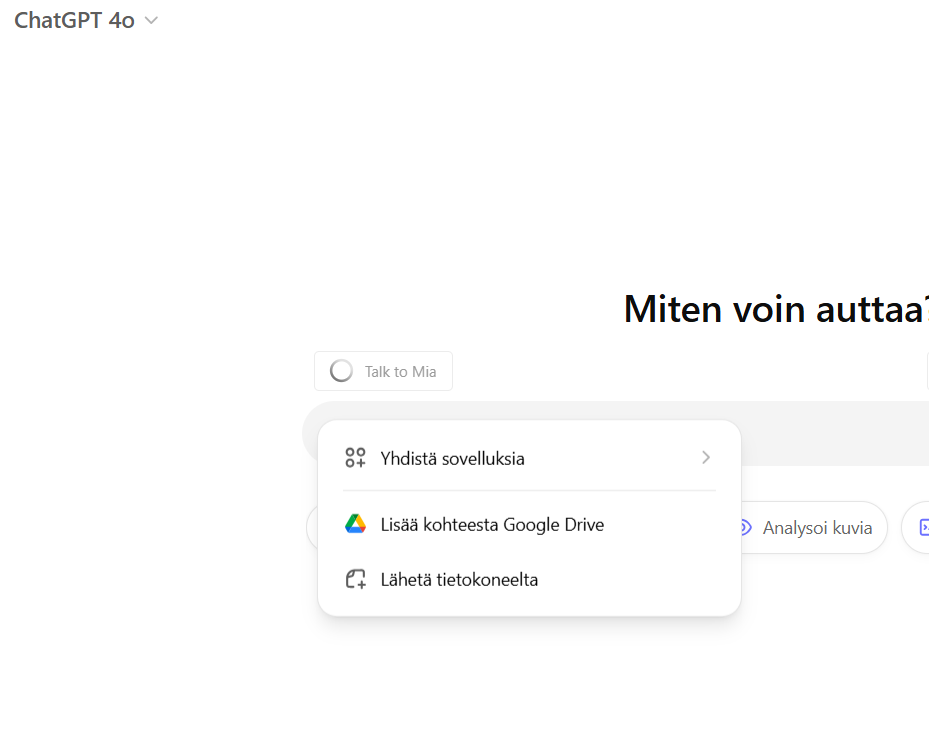 ChatGPT 4o
Miten voin auttaa?
Talk to Mia
Yhdistä sovelluksia
Lisää kohteesta Google Drive
Lähetä tietokoneelta
Analysoi kuvia